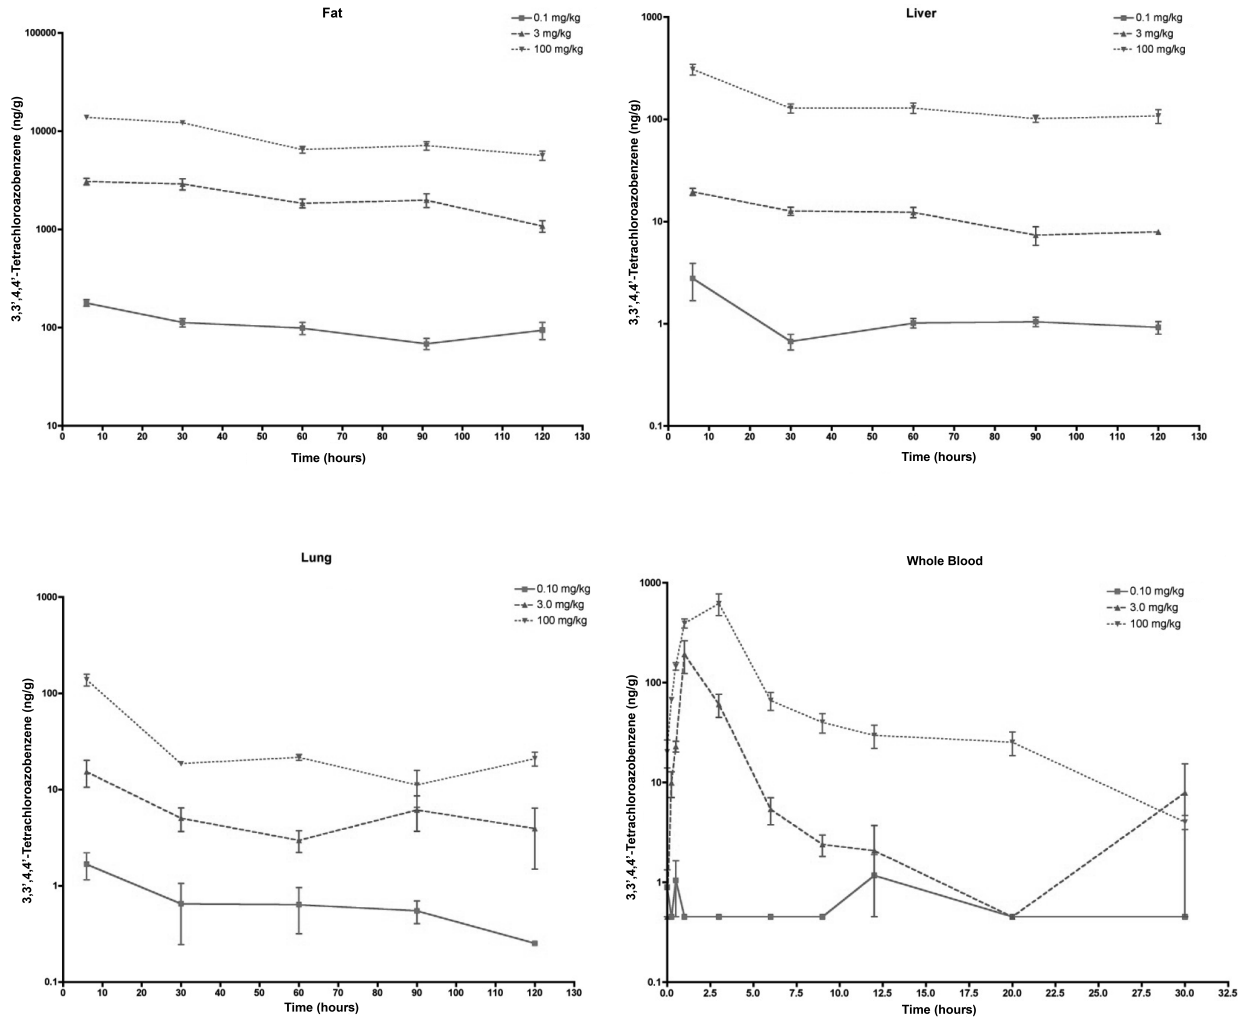 Fat
0.1 mg/kg
3 mg/kg
100 mg/kg
100000
10000
1000
100
10
3,3',4,4'-Tetrachloroazobenzene (ng/g)
0 10 20 30 40 50 60 70 80 90 100 110 120 130
Time (hours)
Liver
0.1 mg/kg
3 mg/kg
100 mg/kg
1000
100
10
1
0.1
3,3',4,4'-Tetrachloroazobenzene (ng/g)
0 10 20 30 40 50 60 70 80 90 100 110 120 130
Time (hours)
Lung
0.10 mg/kg
3.0 mg/kg
100 mg/kg
1000
100
10
1
0.1
3,3',4,4'-Tetrachloroazobenzene (ng/g)
0 10 20 30 40 50 60 70 80 90 100 110 120 130
Time (hours)
Whole Blood
0.10 mg/kg
3.0 mg/kg
100 mg/kg
1000
100
10
1
0.1
3,3',4,4'-Tetrachloroazobenzene (ng/g)
0.0 2.5 5.0 7.5 10.0 12.5 15.0 17.5 20.0 22.5 25.0 27.5 30.0 32.5
Time (hours)